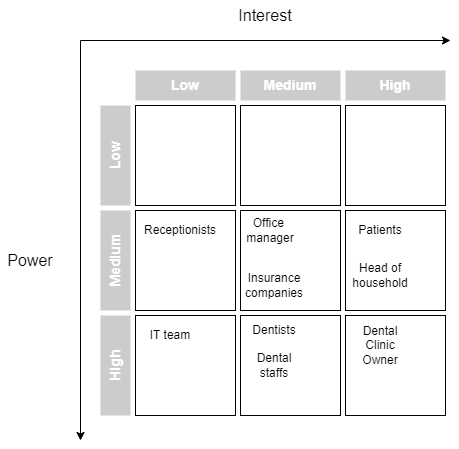 Interest
Low
Medium
High
Low
Power
Medium
Receptionists
Office
manager
Insurance
companies
Patients
Head of
household
High
IT team
Dentists
Dental
staffs
Dental
Clinic
Owner